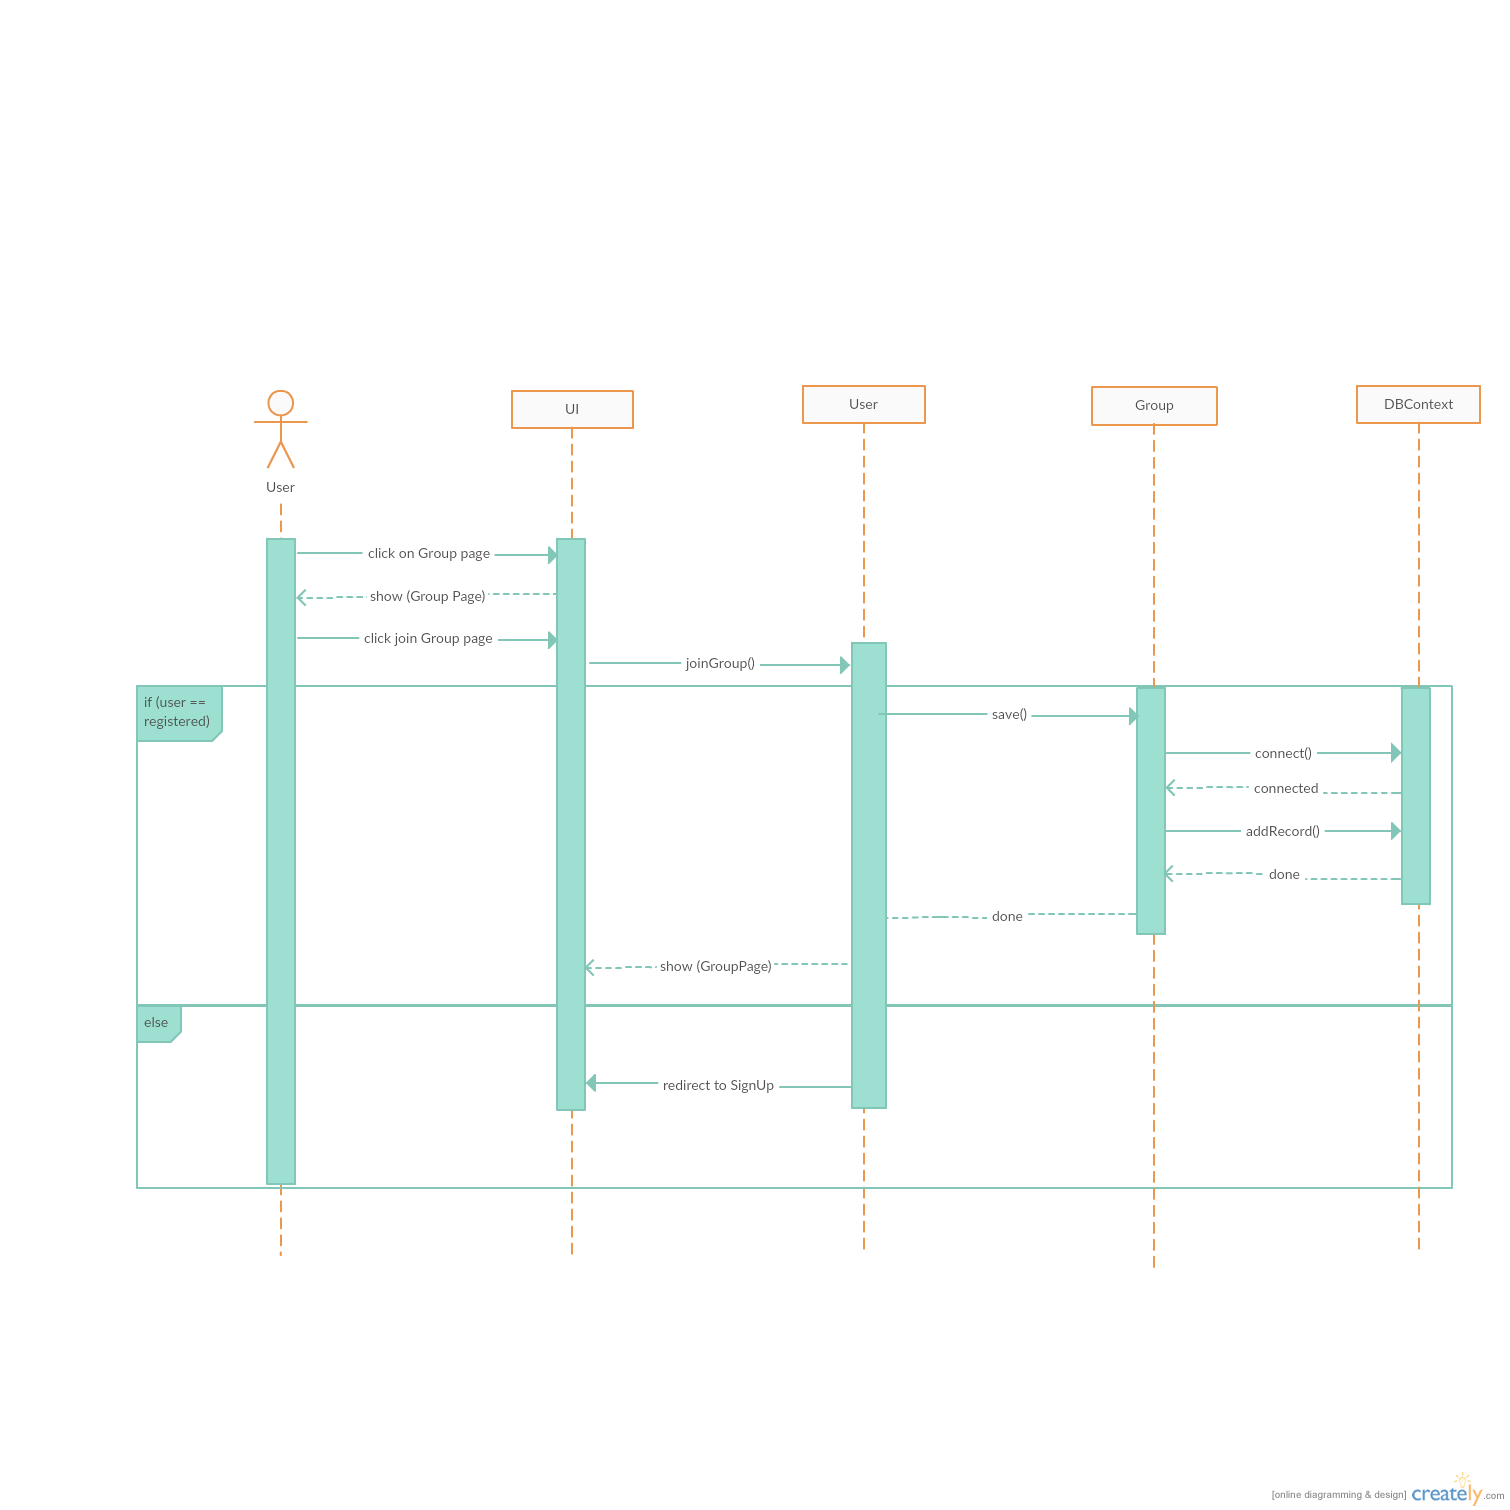 UI
User
Group
DBContext
User
click on Group page
show (Group Page)
click join Group page
joinGroup()
if (user ==
registered)
save()
connect()
connected
addRecord()
done
done
show (GroupPage)
else
redirect to SignUp
[online diagramming & design] creately.com